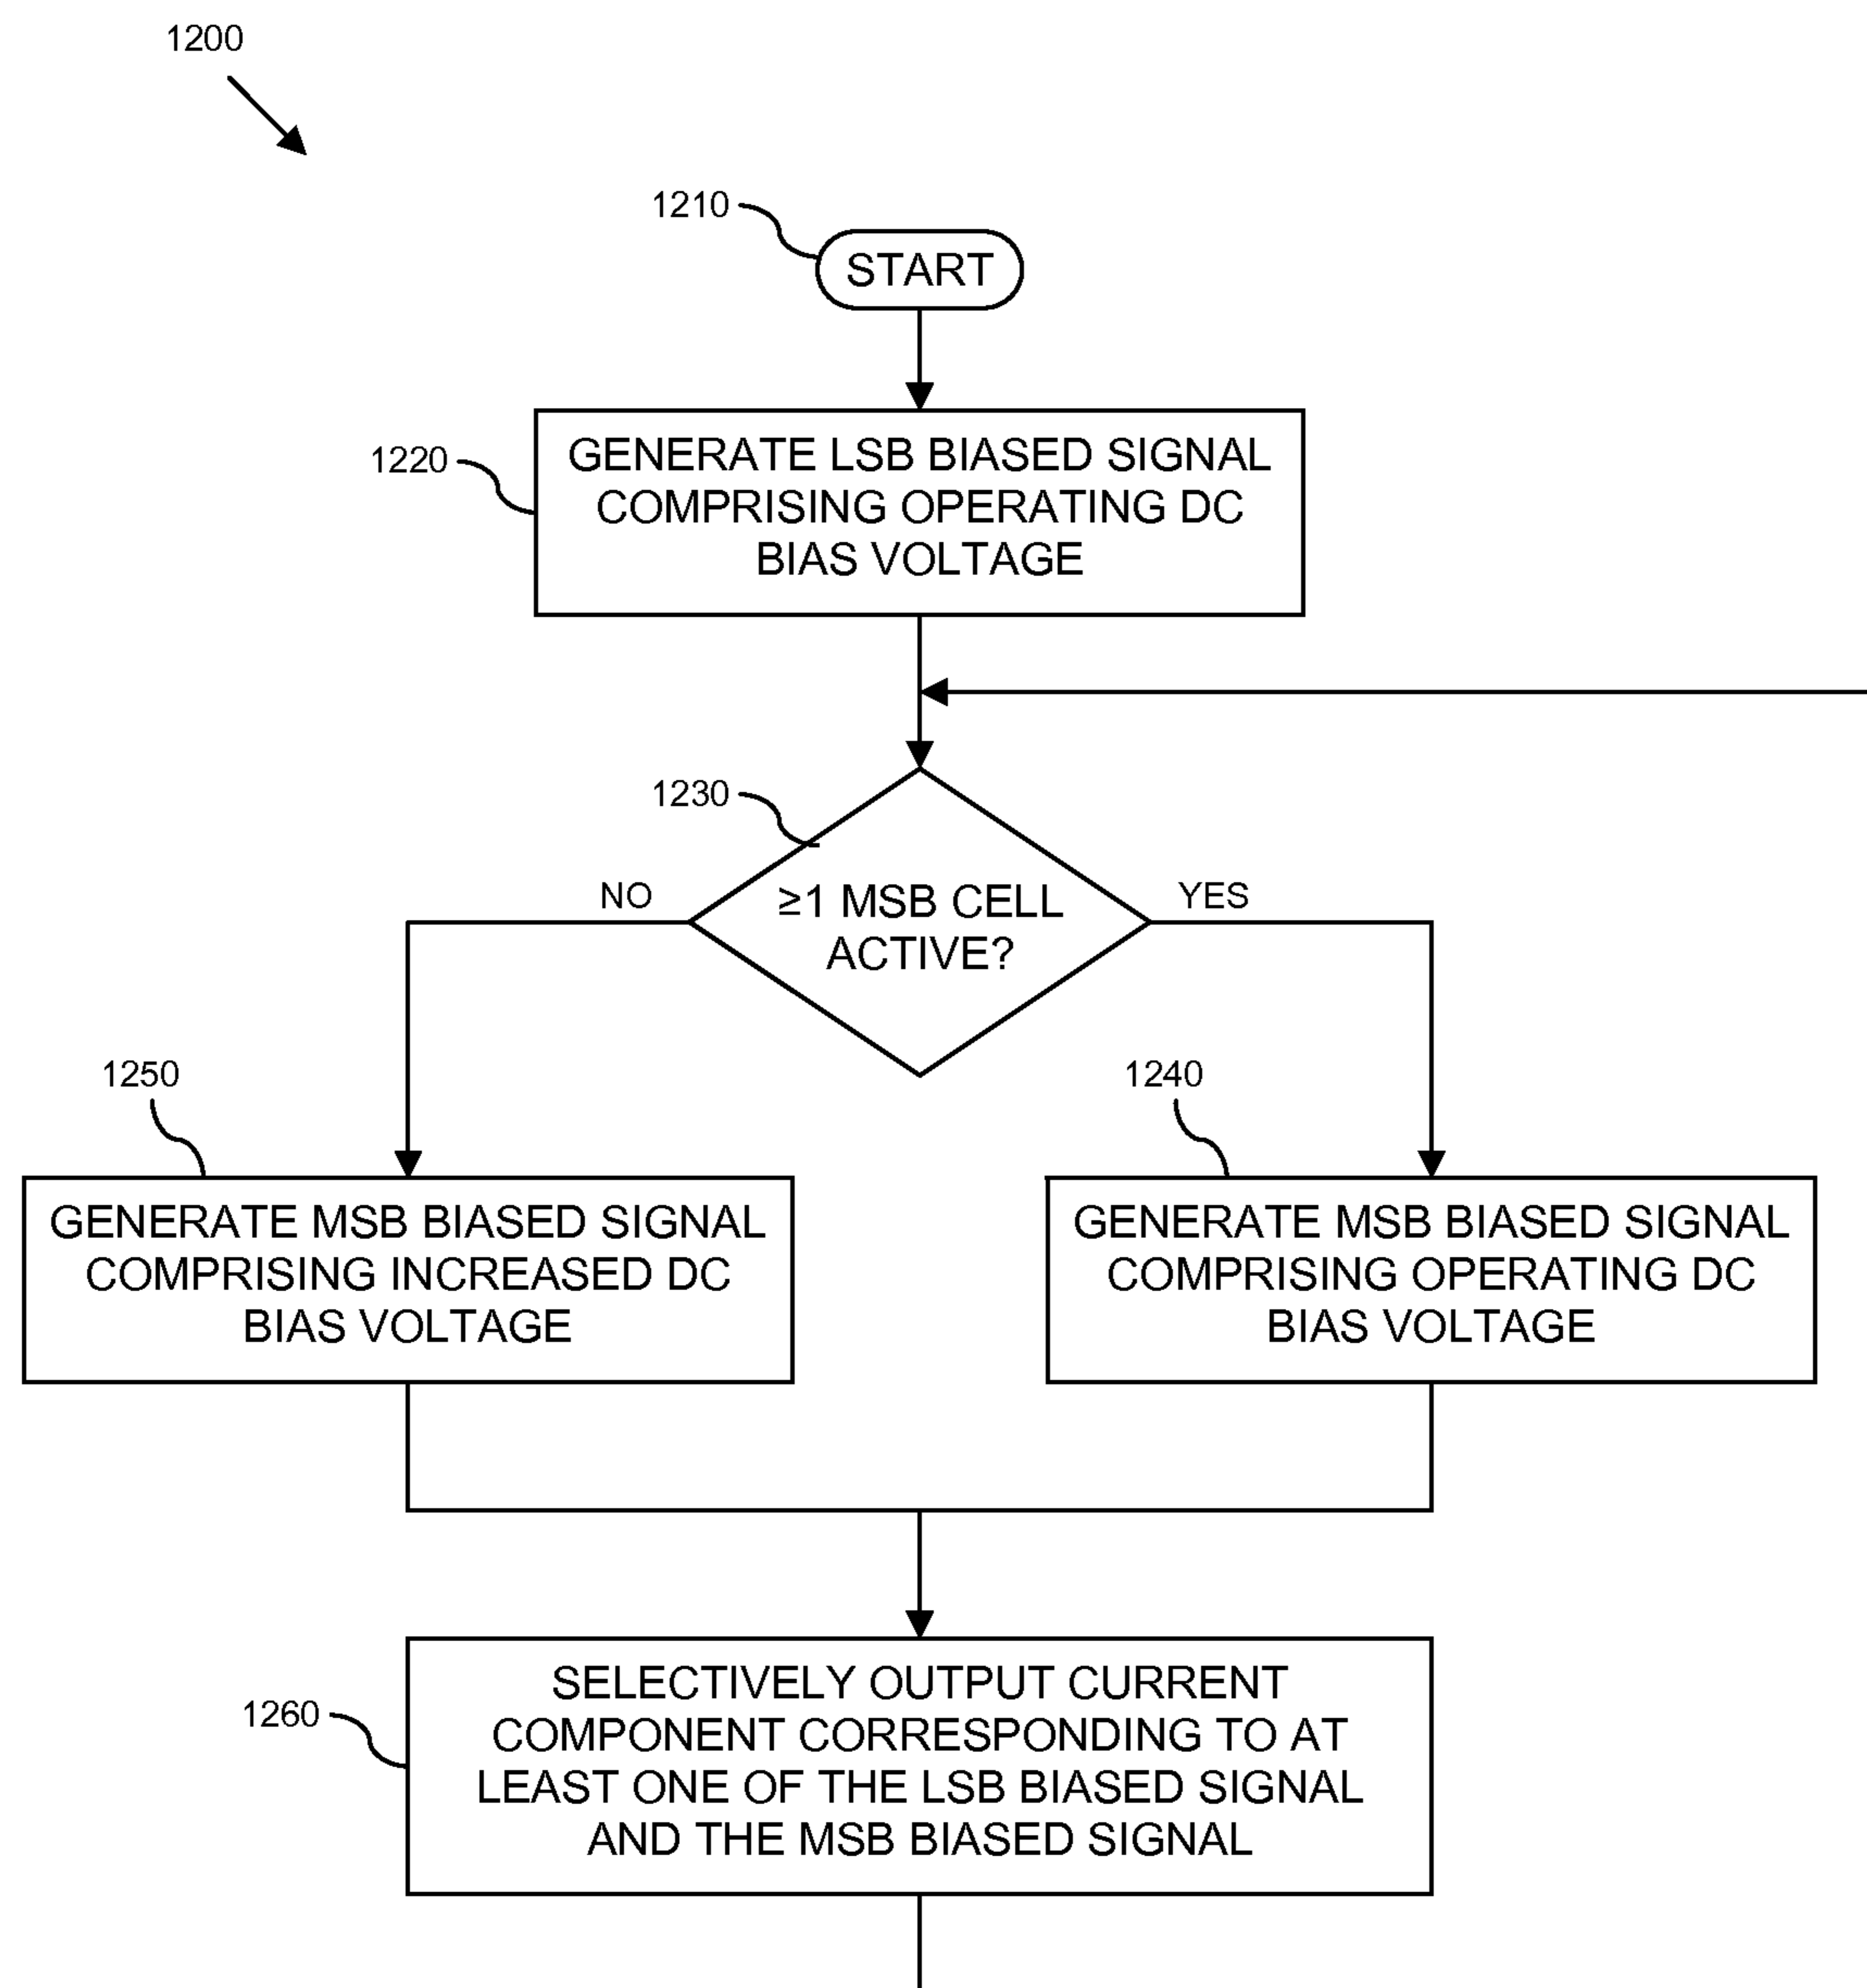 1200
1210
START
1220
GENERATE LSB BIASED SIGNAL
COMPRISING OPERATING DC
BIAS VOLTAGE
1230
NO
≥1 MSB CELL
ACTIVE?
YES
1250
1240
GENERATE MSB BIASED SIGNAL
COMPRISING INCREASED DC
BIAS VOLTAGE
GENERATE MSB BIASED SIGNAL
COMPRISING OPERATING DC
BIAS VOLTAGE
1260
SELECTIVELY OUTPUT CURRENT
COMPONENT CORRESPONDING TO AT
LEAST ONE OF THE LSB BIASED SIGNAL
AND THE MSB BIASED SIGNAL